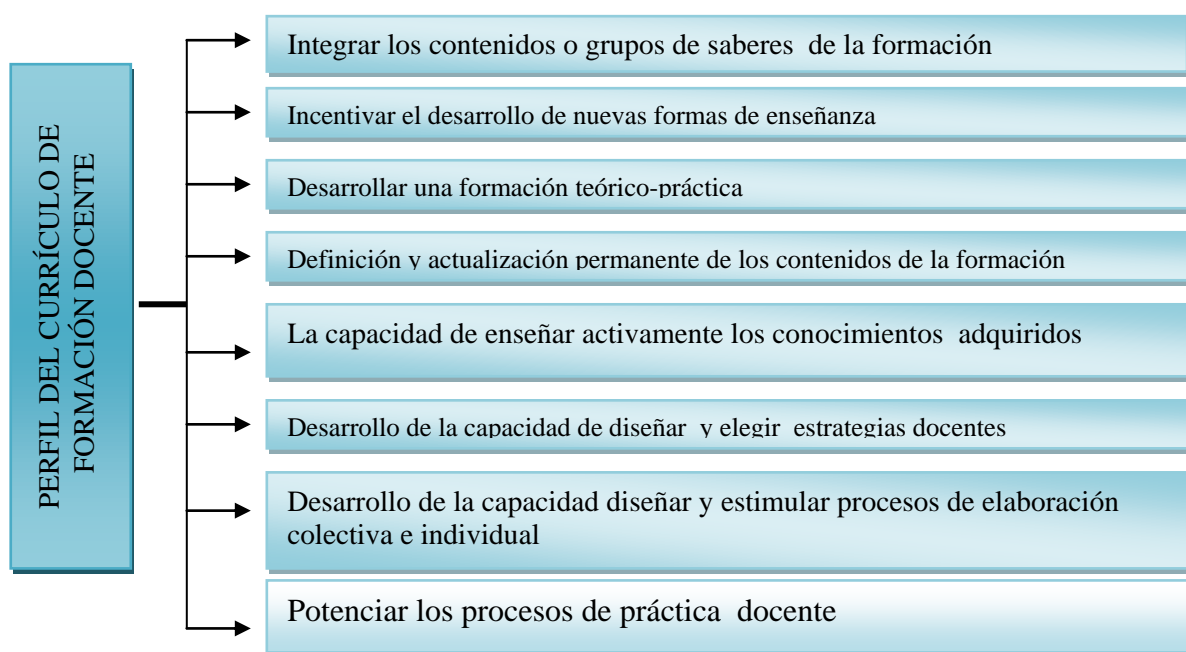 PERFIL DEL CURRÍCULO DE
FORMACIÓN DOCENTE
Integrar los contenidos o grupos de saberes de la formación
Incentivar el desarrollo de nuevas formas de enseñanza
Desarrollar una formación teórico-práctica
Definición y actualización permanente de los contenidos de la formación
La capacidad de enseñar activamente los conocimientos adquiridos
Desarrollo de la capacidad de diseñar y elegir estrategias docentes
Desarrollo de la capacidad diseñar y estimular procesos de elaboración
colectiva e individual
Potenciar los procesos de práctica docente